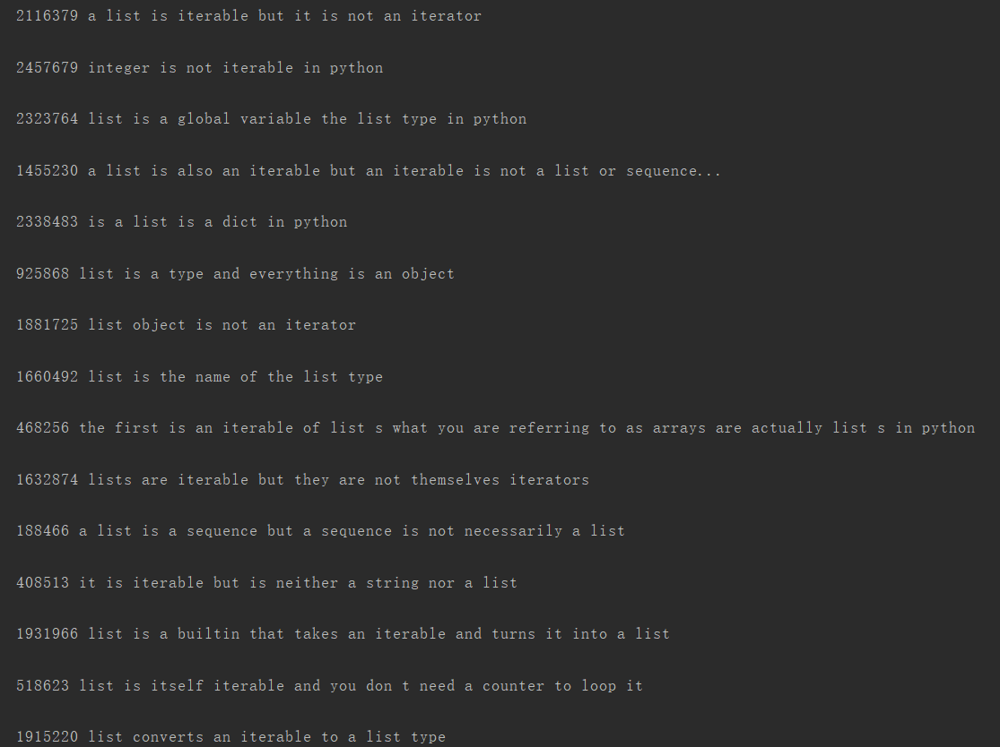 2116379 a list is iterable but it is not an iterator
2457679 integer is not iterable in python
2323764 list is a global variable the list type in python
1455230 a list is also an iterable but an iterable is not a list or sequence...
2338483 is a list is a dict in python
925868 list is a type and everything is an object
1881725 list object is not an iterator
1660492 list is the name of the list type
468256 the first is an iterable of list s what you are referring to as arrays are actually list s in python
1632874 lists are iterable but they are not themselves iterators
188466 a list is a sequence but a sequence is not necessarily a list
408513 it is iterable but is neither a string nor a list
1931966 list is a builtin that takes an iterable and turns it into a list
518623 list is itself iterable and you don t need a counter to loop it
1915220 list converts an iterable to a list type